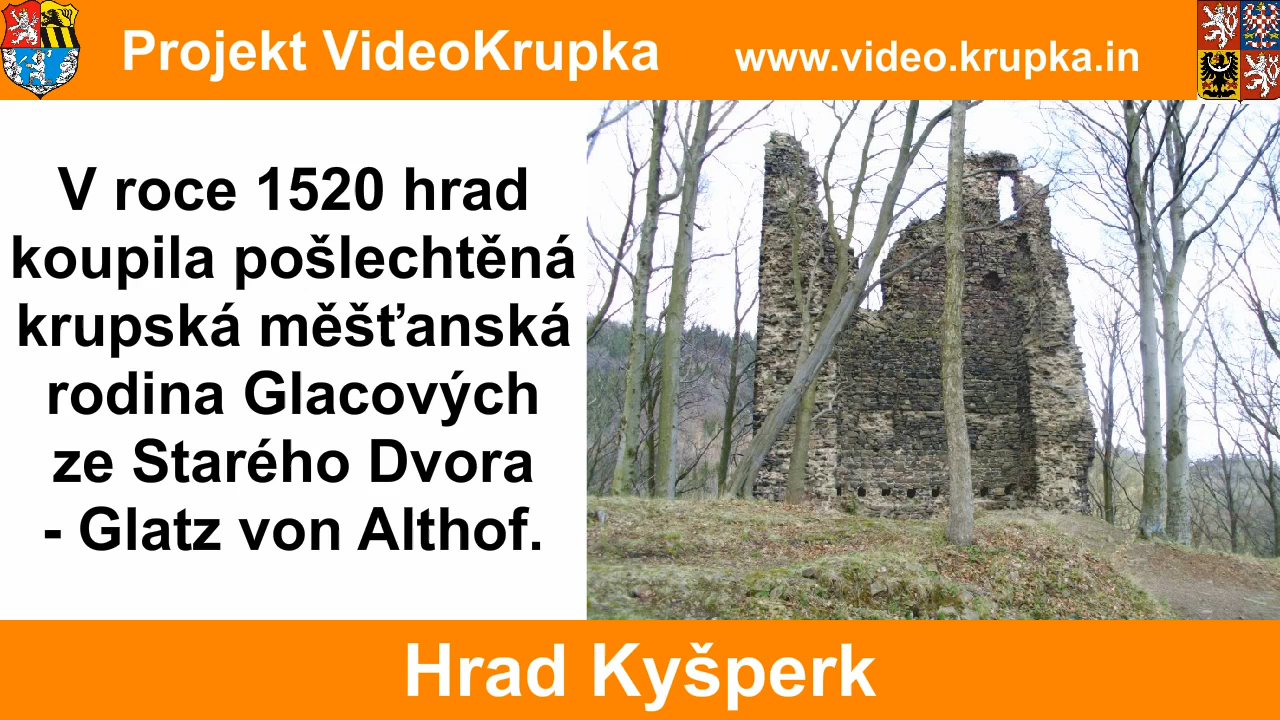 Projekt VideoKrupka
www.video.krupka.in
V roce 1520 hrad
koupila pošlechtěná
krupská měšťanská
rodina Glacových
ze Starého Dvora
- Glatz von Althof.
Hrad Kyšperk